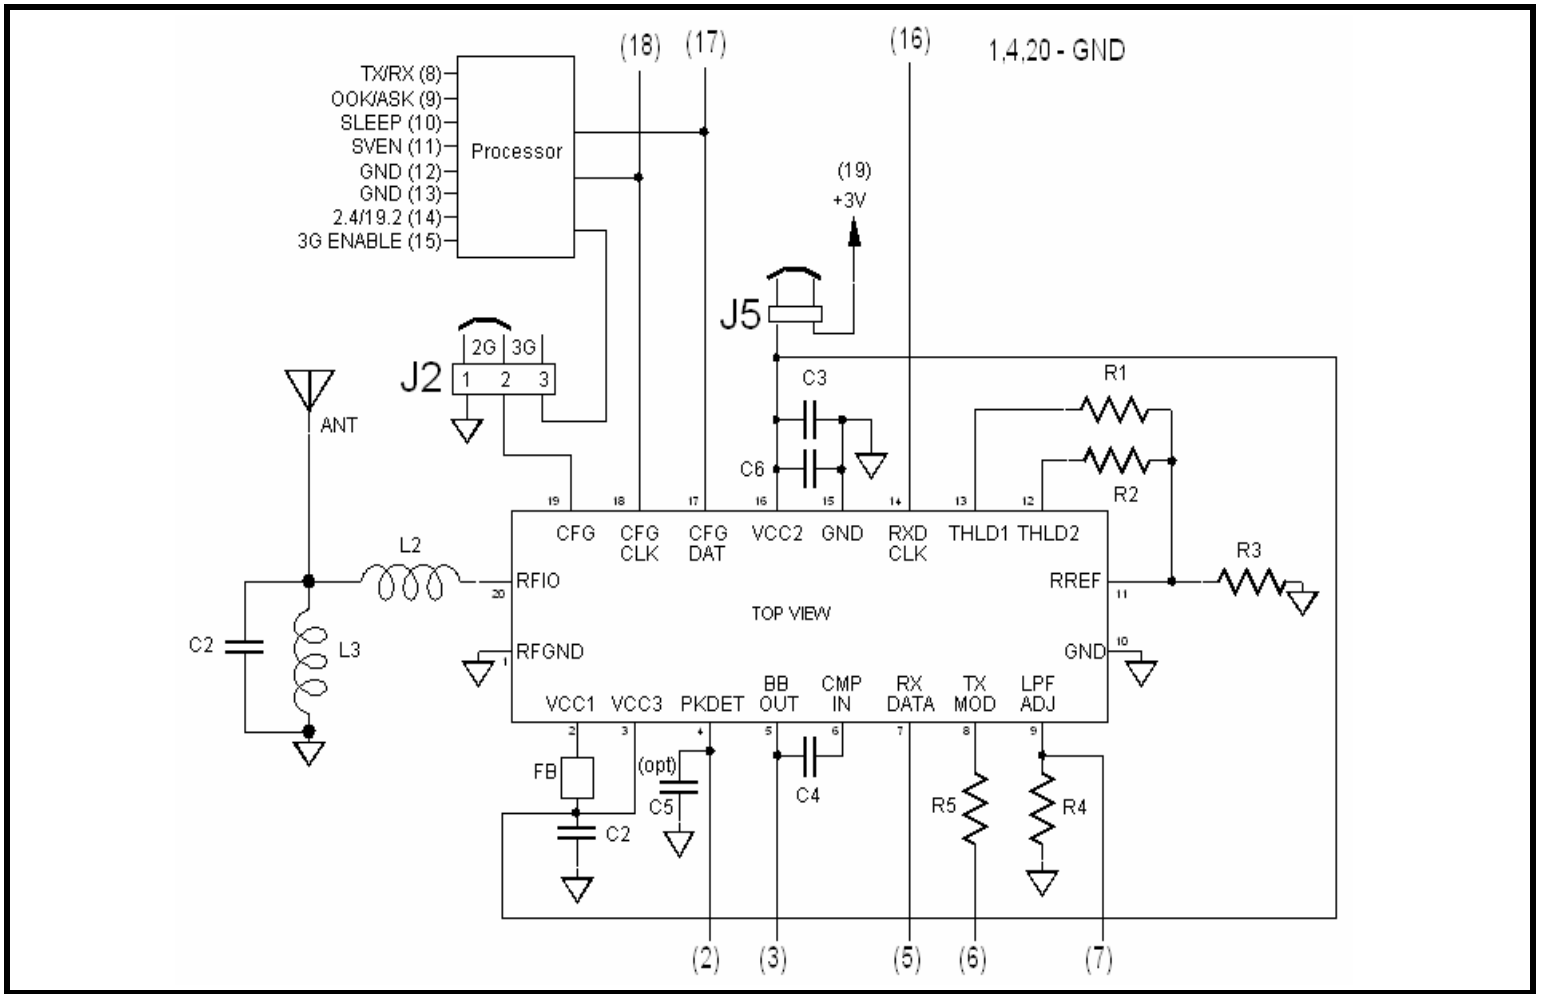 (18) (17) (16) 1,4,20 - GND
TX/RX (8)
OOK/ASK (9)
SLEEP (10)
SVEN (11)
GND (12)
GND (13)
2.4/19.2 (14)
3G ENABLE (15)
Processor
(19)
+3V
J5
2G 3G
J2 1 2 3
ANT
C3
C6
R1
R2
19 18 17 16 15 14 13 12
CFG
CFG CLK
CFG DAT
VCC2
GND
RXD CLK
THLD1
THLD2
L2
RFIO
20
RREF
11
R3
TOP VIEW
C2
L3
RFGND
1
GND
10
VCC1
VCC3
PKDET
BB OUT
CMP IN
RX DATA
TX MOD
LPF ADJ
2 3 4 5 6 7 8 9
FB
(opt)
C5
C4
R5
R4
C2
(2) (3) (5) (6) (7)